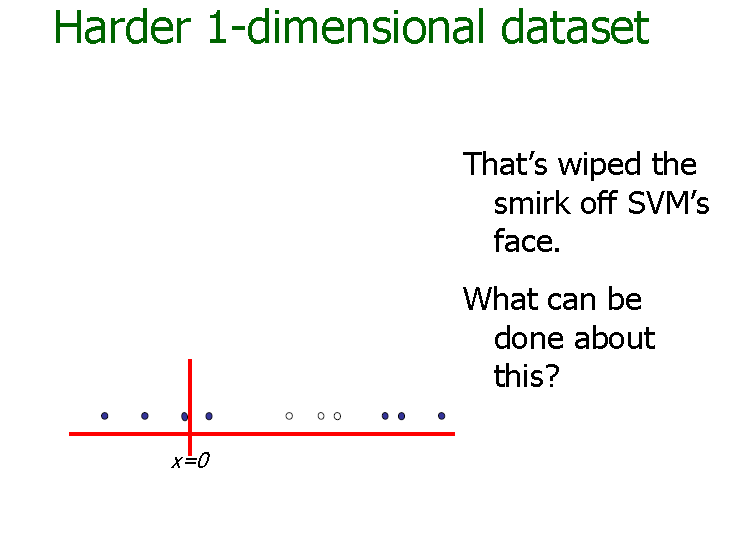 Harder 1-dimensional dataset
That’s wiped the
smirk off SVM’s
face.
What can be
done about
this?
x=0